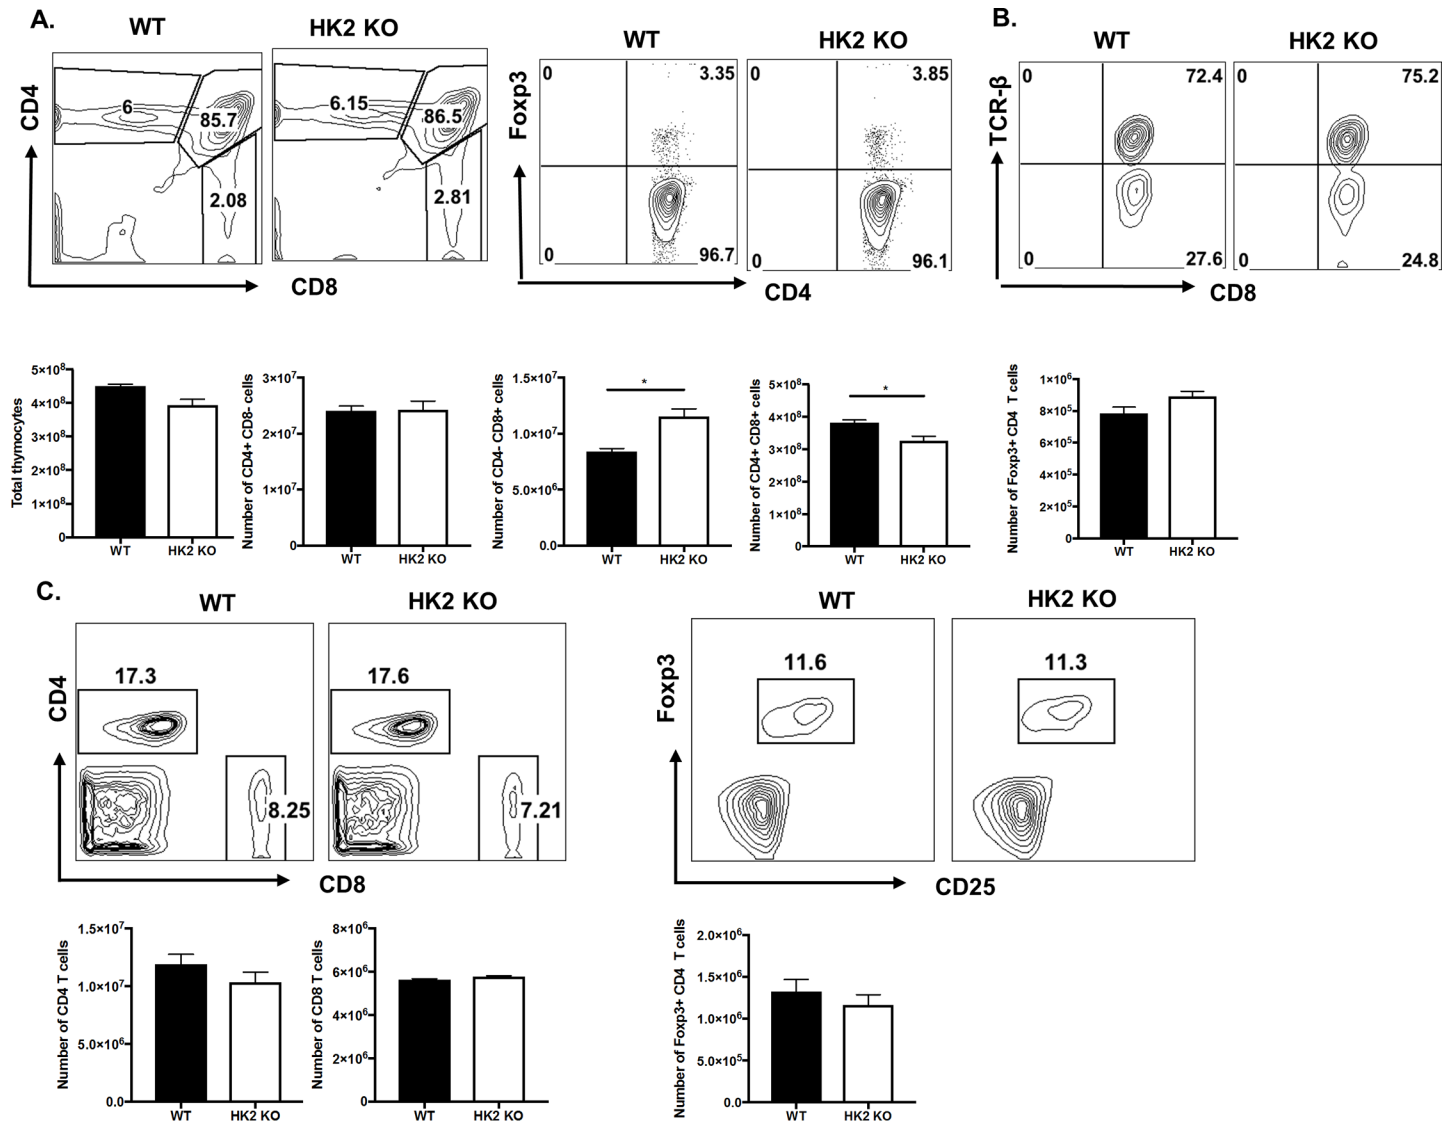 A.
WT
HK2 KO
CD4
6
85.7
2.08
6.15
86.5
2.81
CD8
WT
HK2 KO
Foxp3
0
3.35
0
96.7
0
3.85
0
96.1
CD4
B.
WT
HK2 KO
TCR-β
0
72.4
0
27.6
0
75.2
0
24.8
CD8
Total thymocytes
5×10⁸
4×10⁸
3×10⁸
2×10⁸
1×10⁸
0
WT
HK2 KO
Number of CD4+ CD8- cells
3×10⁷
2×10⁷
1×10⁷
0
WT
HK2 KO
Number of CD4- CD8+ cells
1.5×10⁷
1.0×10⁷
5.0×10⁶
0.0
*
WT
HK2 KO
Number of CD4+ CD8+ cells
5×10⁸
4×10⁸
3×10⁸
2×10⁸
1×10⁸
0
*
WT
HK2 KO
Number of Foxp3+ CD4 T cells
1×10⁶
8×10⁵
6×10⁵
4×10⁵
2×10⁵
0
WT
HK2 KO
C.
WT
HK2 KO
CD4
17.3
8.25
17.6
7.21
CD8
WT
HK2 KO
Foxp3
11.6
11.3
CD25
Number of CD4 T cells
1.5×10⁷
1.0×10⁷
5.0×10⁶
0.0
WT
HK2 KO
Number of CD8 T cells
8×10⁶
6×10⁶
4×10⁶
2×10⁶
0
WT
HK2 KO
Number of Foxp3+ CD4 T cells
2.0×10⁶
1.5×10⁶
1.0×10⁶
5.0×10⁵
0.0
WT
HK2 KO